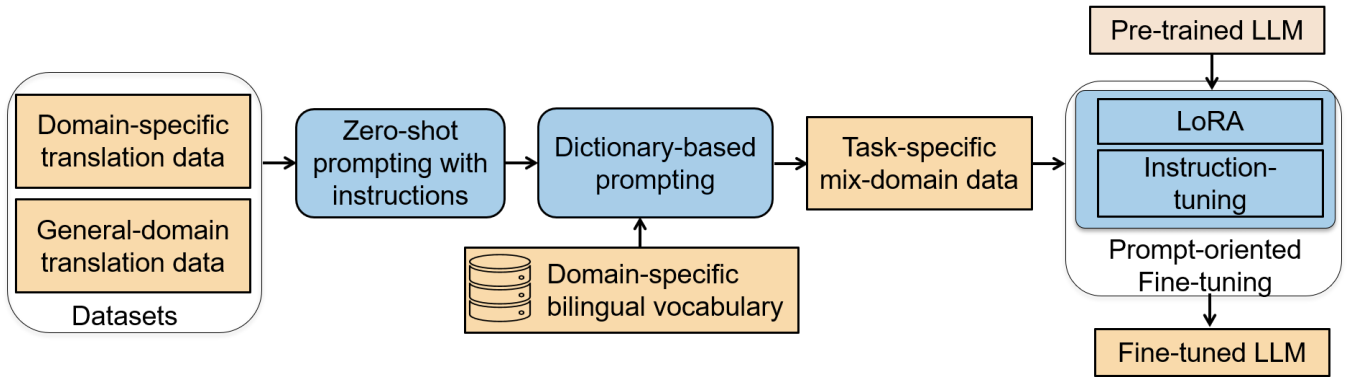 Domain-specific
translation data
General-domain
translation data
Datasets
Zero-shot
prompting with
instructions
Dictionary-based
prompting
Domain-specific
bilingual vocabulary
Task-specific
mix-domain data
Pre-trained LLM
LoRA
Instruction-
tuning
Prompt-oriented
Fine-tuning
Fine-tuned LLM